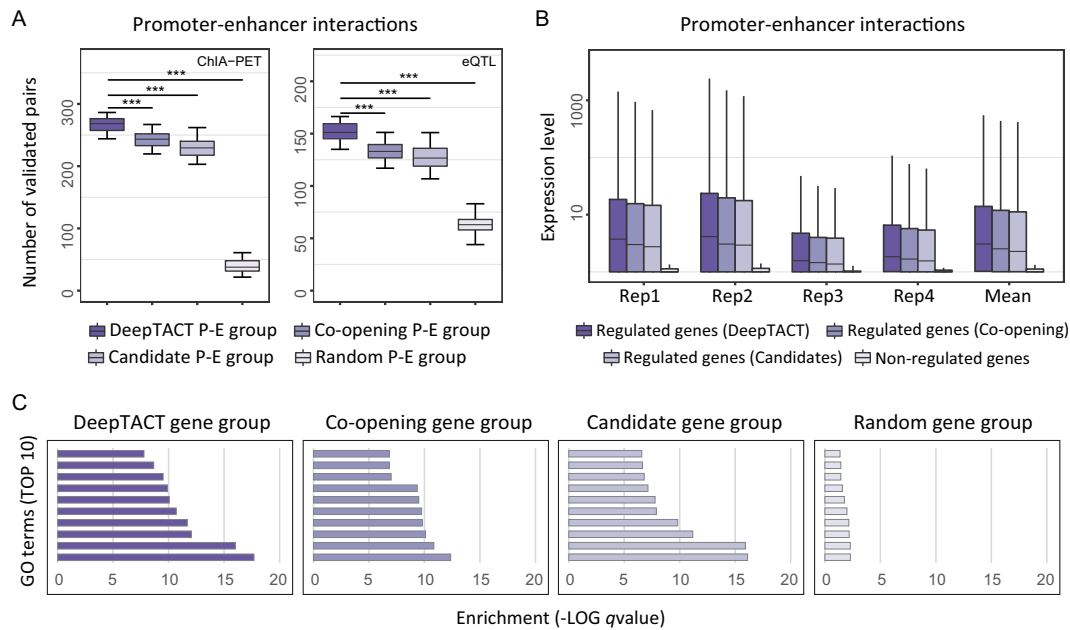 A
Promoter-enhancer interactions
ChIA-PET
eQTL
***
***
***
***
***
***
Number of validated pairs
0
100
200
300
0
50
100
150
200
DeepTACT P-E group
Co-opening P-E group
Candidate P-E group
Random P-E group
B
Promoter-enhancer interactions
Expression level
1000
10
Rep1 Rep2 Rep3 Rep4 Mean
Regulated genes (DeepTACT)
Regulated genes (Co-opening)
Regulated genes (Candidates)
Non-regulated genes
C
DeepTACT gene group
Co-opening gene group
Candidate gene group
Random gene group
GO terms (TOP 10)
0 5 10 15 20
0 5 10 15 20
0 5 10 15 20
0 5 10 15 20
Enrichment (-LOG qvalue)